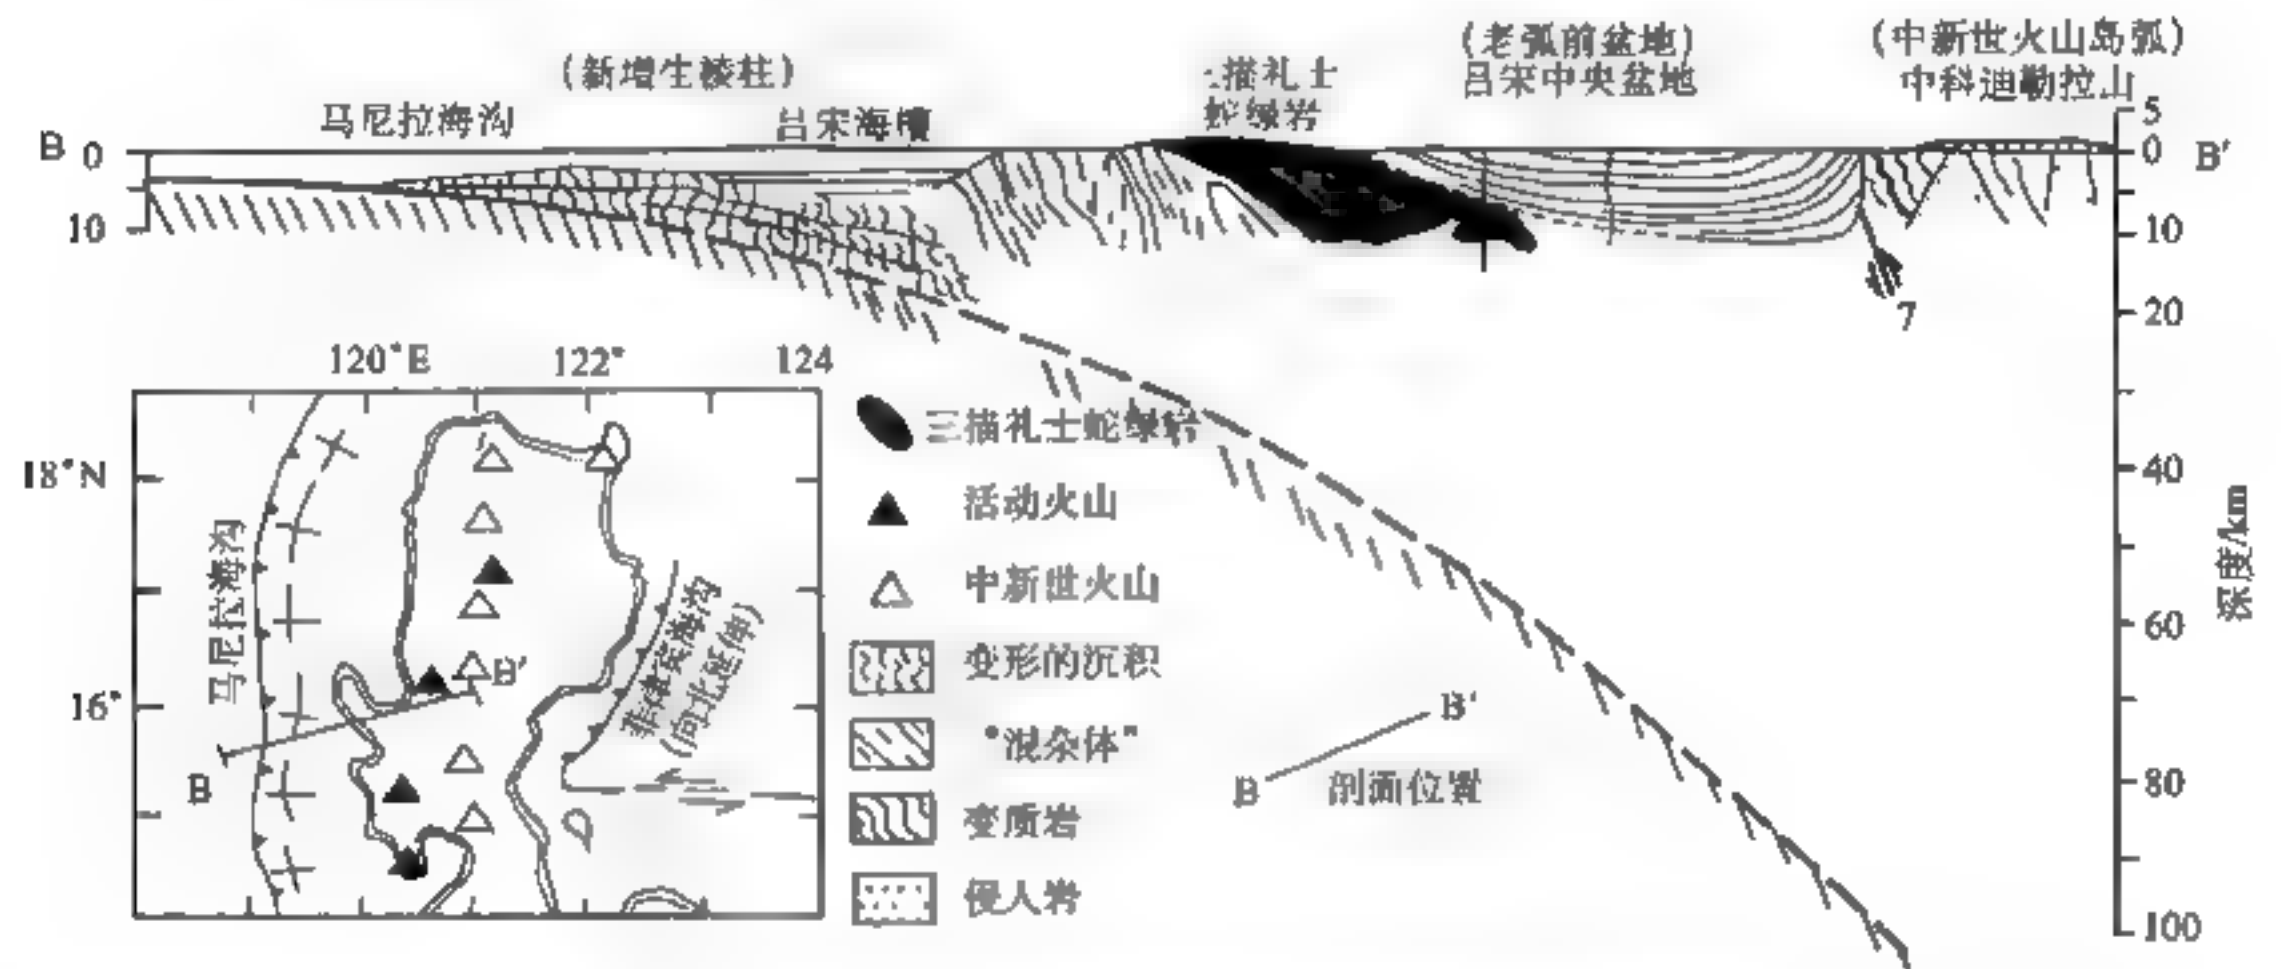 (新增生棱柱)
马尼拉海沟
吕宋海槽
三描礼士
蛇绿岩
(老弧前盆地)
吕宋中央盆地
(中新世火山岛弧)
中科迪勒拉山
B 0
10
5
0 B′
10
20
40
60
80
100
深度/km
?
120°E 122° 124
18°N
16°
马尼拉海沟
菲律宾海沟
(向北延伸)
B
B′
三描礼士蛇绿岩
活动火山
中新世火山
变形的沉积
“混杂体”
变质岩
侵人岩
B B′
剖面位置